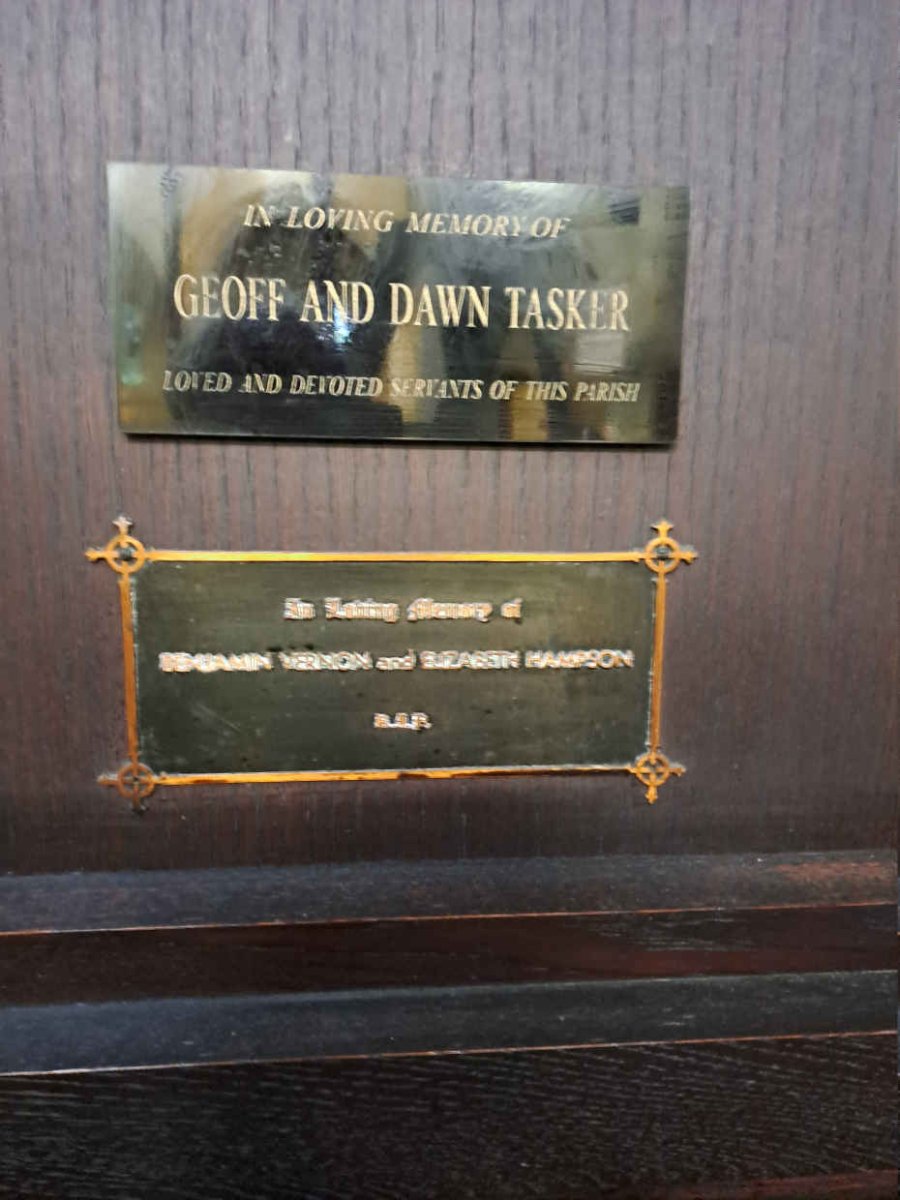 IN LOVING MEMORY OF
GEOFF AND DAWN TASKER
LOVED AND DEVOTED SERVANTS OF THIS PARISH
In Loving Memory of
BENJAMIN VERNON and ELIZABETH HAMPSON
R.I.P.